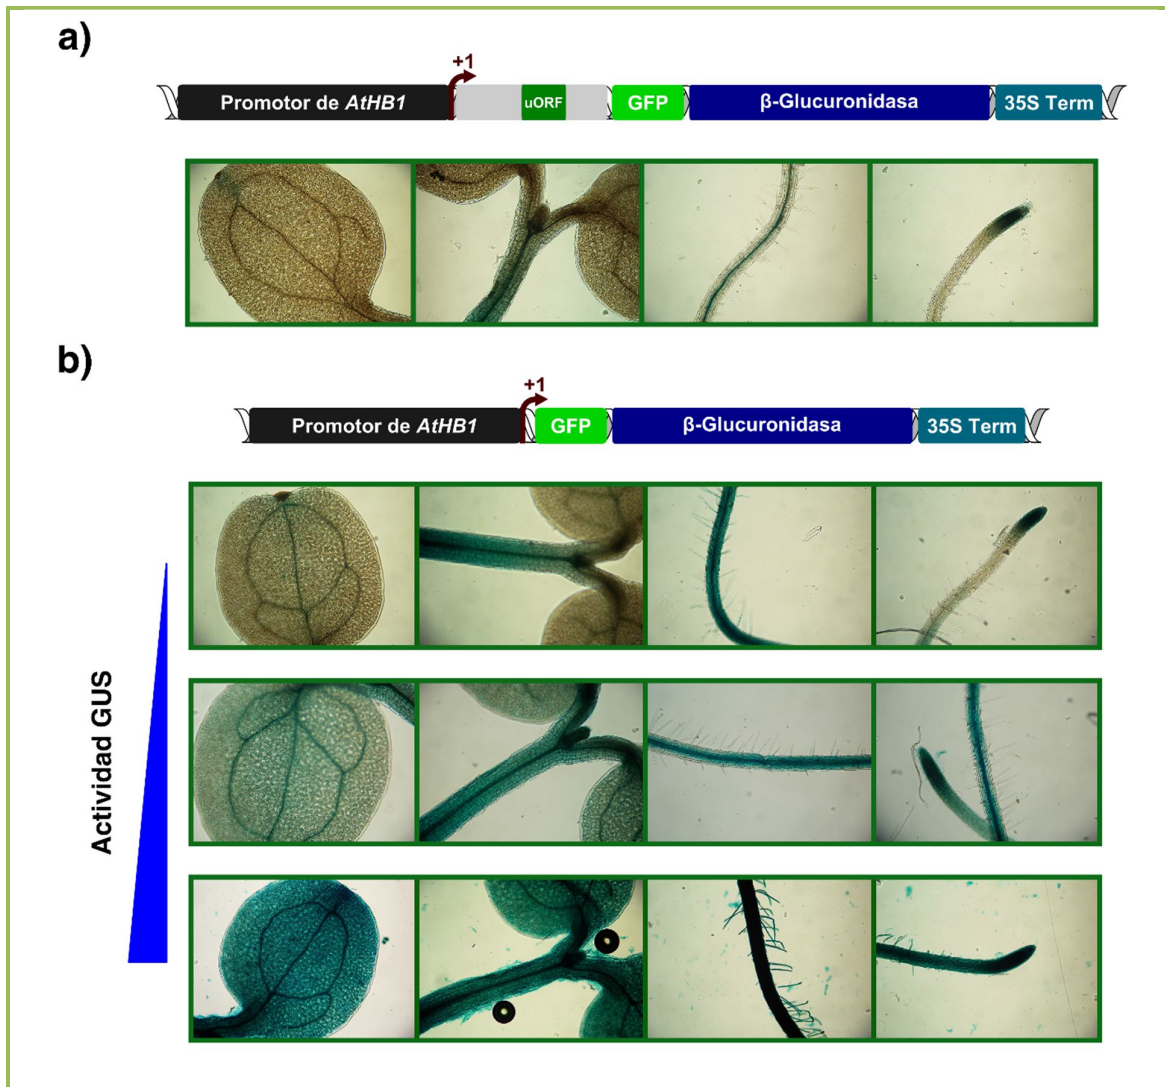 a)
+1
Promotor de AtHB1 uORF GFP β-Glucuronidasa 35S Term
b)
+1
Promotor de AtHB1 GFP β-Glucuronidasa 35S Term
Actividad GUS